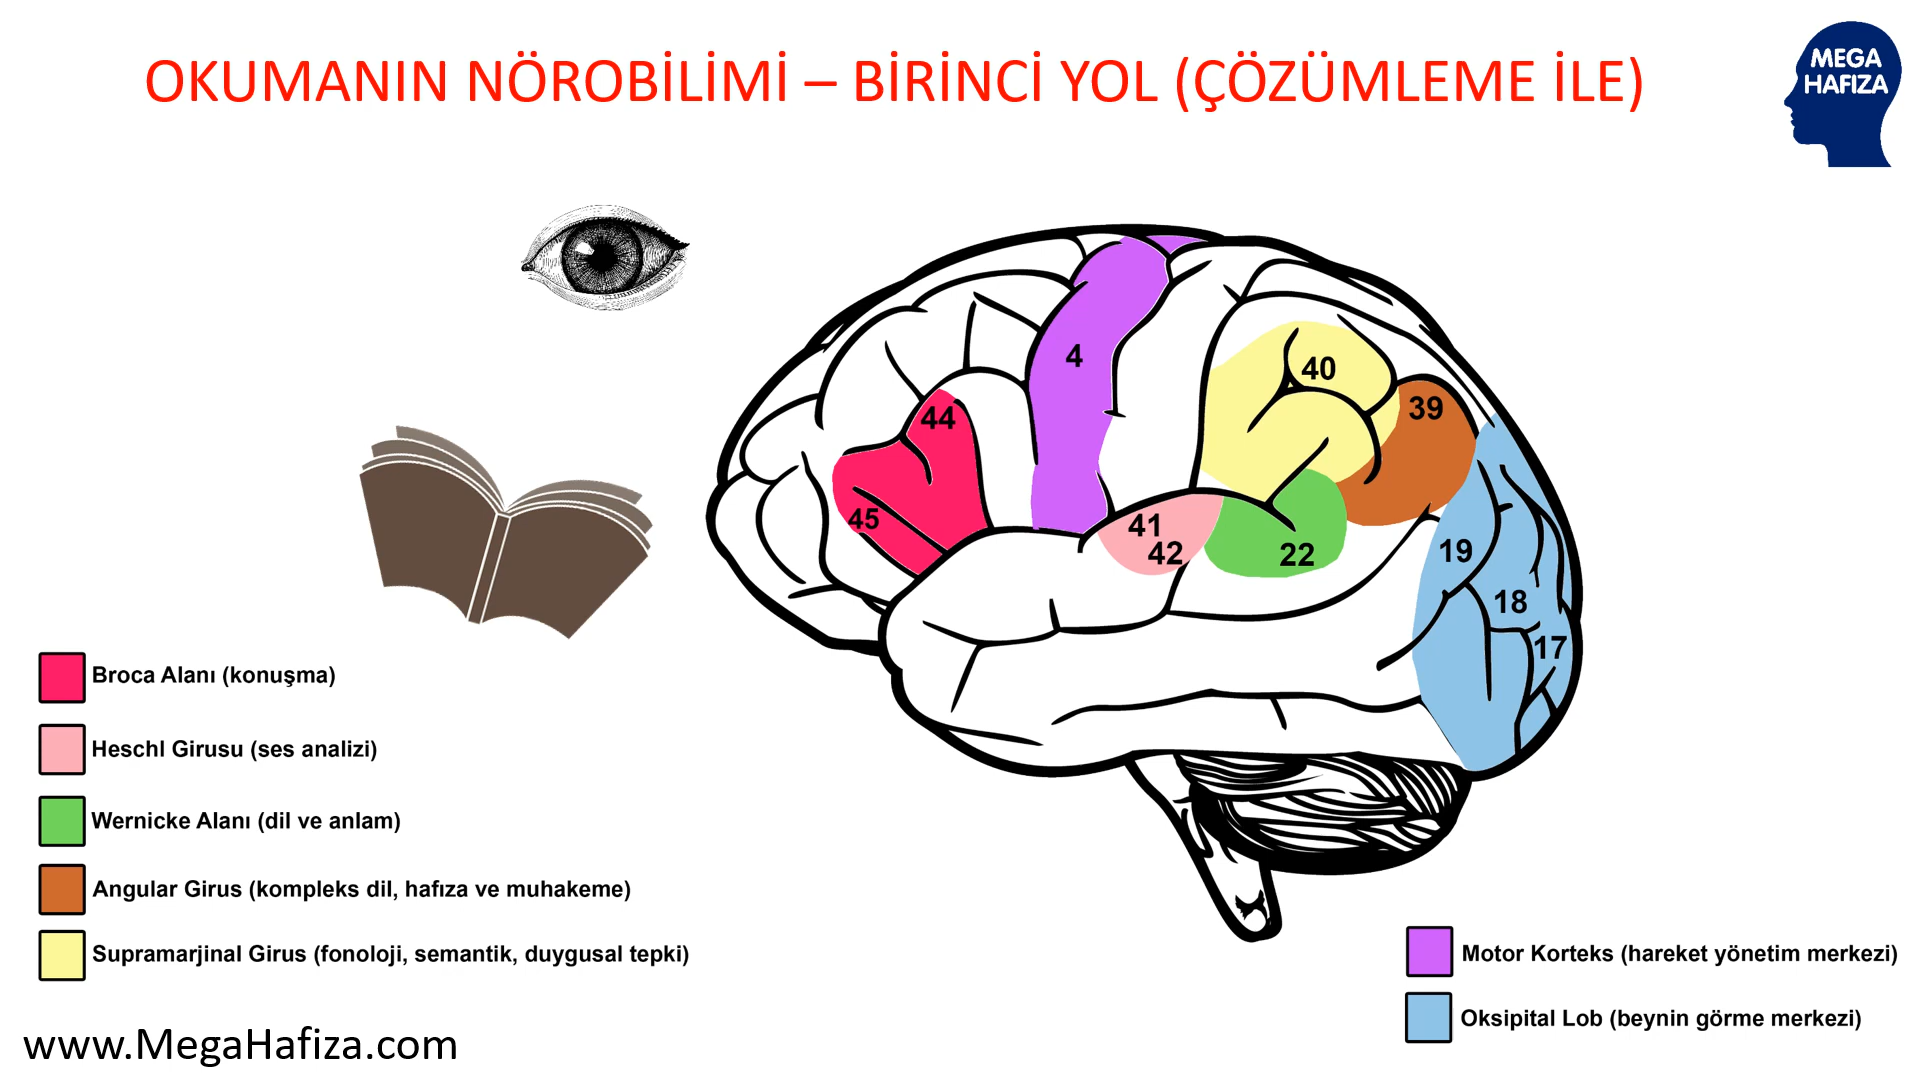 OKUMANIN NÖROBİLİMİ – BİRİNCİ YOL (ÇÖZÜMLEME İLE)
MEGA
HAFIZA
4
40
44
39
45
41
42
22
19
18
17
Broca Alanı (konuşma)
Heschl Girusu (ses analizi)
Wernicke Alanı (dil ve anlam)
Angular Girus (kompleks dil, hafıza ve muhakeme)
Supramarjinal Girus (fonoloji, semantik, duygusal tepki)
Motor Korteks (hareket yönetim merkezi)
Oksipital Lob (beynin görme merkezi)
www.MegaHafiza.com